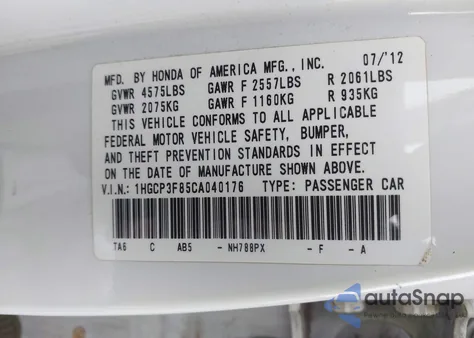 MFD. BY HONDA OF AMERICA MFG., INC. 07/'12
GVWR 4575LBS GAWR F 2557LBS R 2061LBS
GVWR 2075KG GAWR F 1160KG R 935KG
THIS VEHICLE CONFORMS TO ALL APPLICABLE
FEDERAL MOTOR VEHICLE SAFETY, BUMPER,
AND THEFT PREVENTION STANDARDS IN EFFECT
ON THE DATE OF MANUFACTURE SHOWN ABOVE.
V.I.N.: 1HGCP3F85CA040176 TYPE: PASSENGER CAR
TA6 C AB5 -NH788PX -F -A
autoSnap